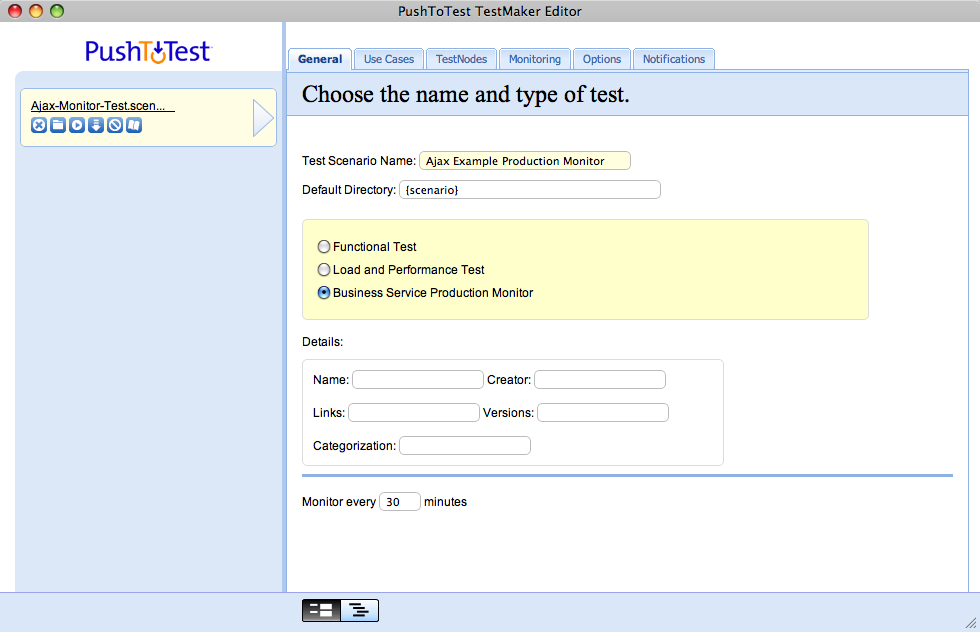 PushToTest TestMaker Editor
PushToTest
Ajax-Monitor-Test.scen...
General Use Cases TestNodes Monitoring Options Notifications
Choose the name and type of test.
Test Scenario Name: Ajax Example Production Monitor
Default Directory: {scenario}
Functional Test
Load and Performance Test
Business Service Production Monitor
Details:
Name: Creator:
Links: Versions:
Categorization:
Monitor every 30 minutes